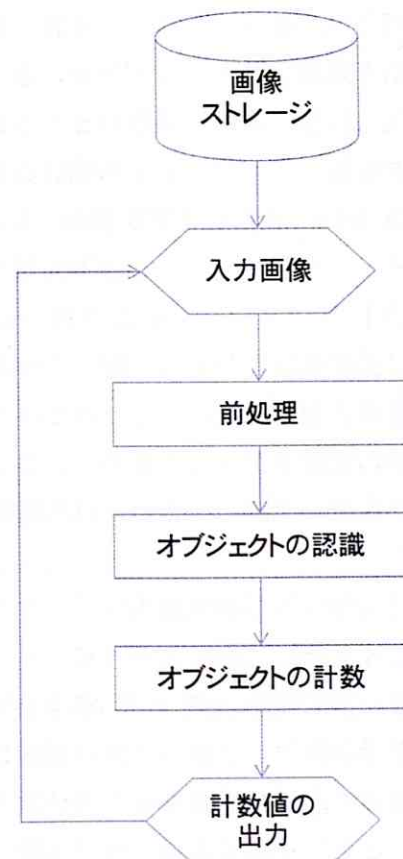 画像
ストレージ
入力画像
前処理
オブジェクトの認識
オブジェクトの計数
計数値の
出力